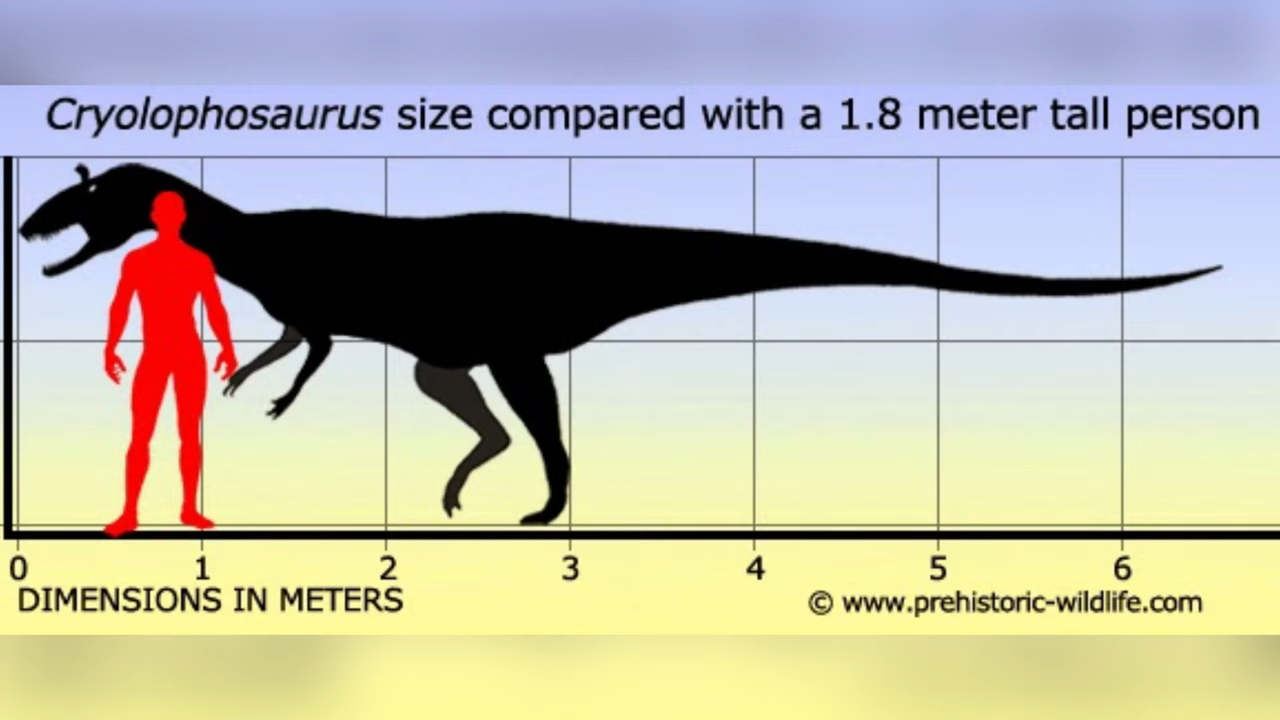 Cryolophosaurus size compared with a 1.8 meter tall person
0 1 2 3 4 5 6
DIMENSIONS IN METERS
© www.prehistoric-wildlife.com